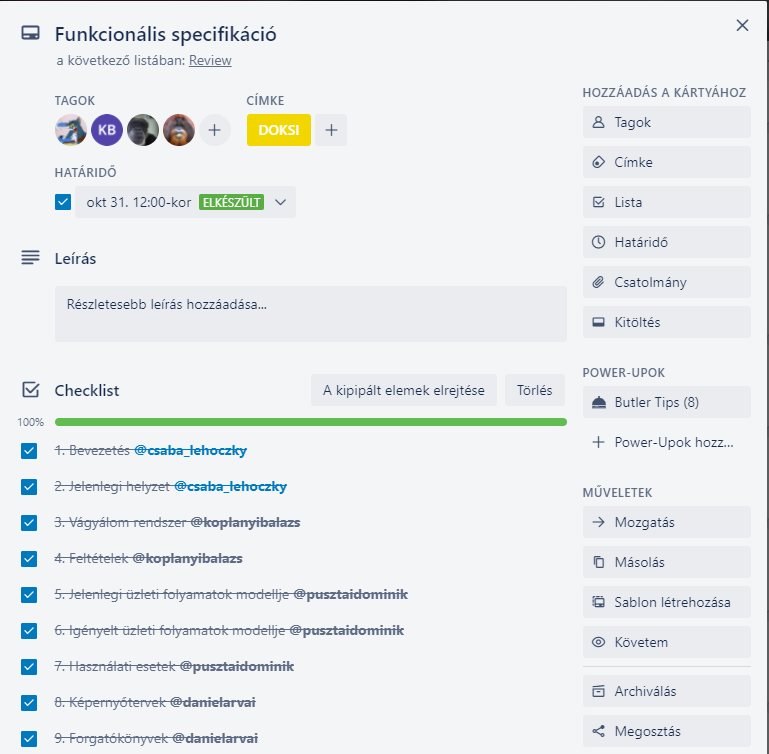 Funkcionális specifikáció
a következő listában: Review
TAGOK
CÍMKE
KB
DOKSI
HATÁRIDŐ
okt 31. 12:00-kor ELKÉSZÜLT
Leírás
Részletesebb leírás hozzáadása...
Checklist
A kipipált elemek elrejtése
Törlés
100%
1. Bevezetés @csaba_lehoczky
2. Jelenlegi helyzet @csaba_lehoczky
3. Vágyálom rendszer @koplanyibalazs
4. Feltételek @koplanyibalazs
5. Jelenlegi üzleti folyamatok modellje @pusztaidominik
6. Igényelt üzleti folyamatok modellje @pusztaidominik
7. Használati esetek @pusztaidominik
8. Képernyőtervek @danielarvai
9. Forgatókönyvek @danielarvai
HOZZÁADÁS A KÁRTYÁHOZ
Tagok
Címke
Lista
Határidő
Csatolmány
Kitöltés
POWER-UPOK
Butler Tips (8)
Power-Upok hozz...
MŰVELETEK
Mozgatás
Másolás
Sablon létrehozása
Követem
Archiválás
Megosztás